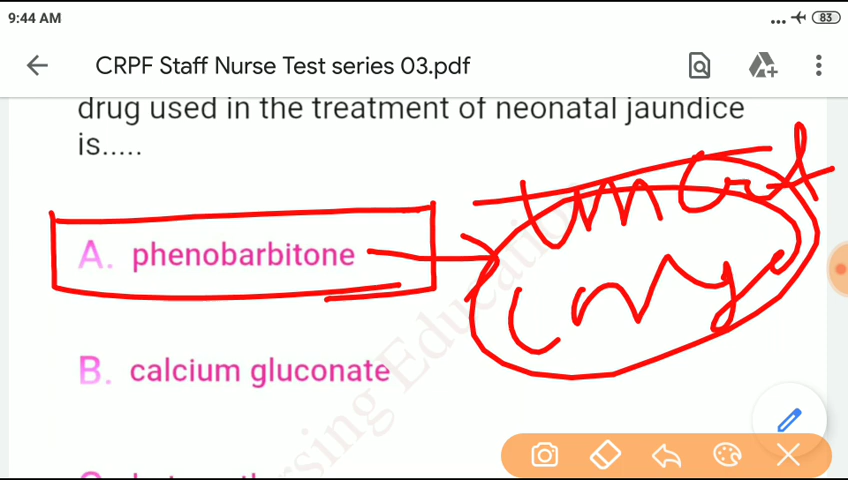 9:44 AM
83
CRPF Staff Nurse Test series 03.pdf
drug used in the treatment of neonatal jaundice
is.....
A. phenobarbitone
B. calcium gluconate